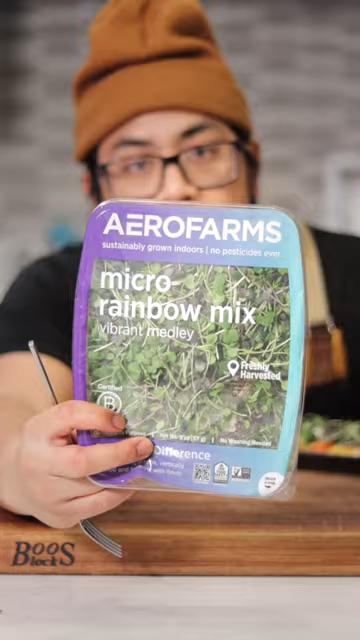 AEROFARMS
sustainably grown indoors | no pesticides ever
micro-
rainbow mix
vibrant medley
Freshly
Harvested
Certified
B
No Washing Needed
Difference
vertically
BOOS
Block